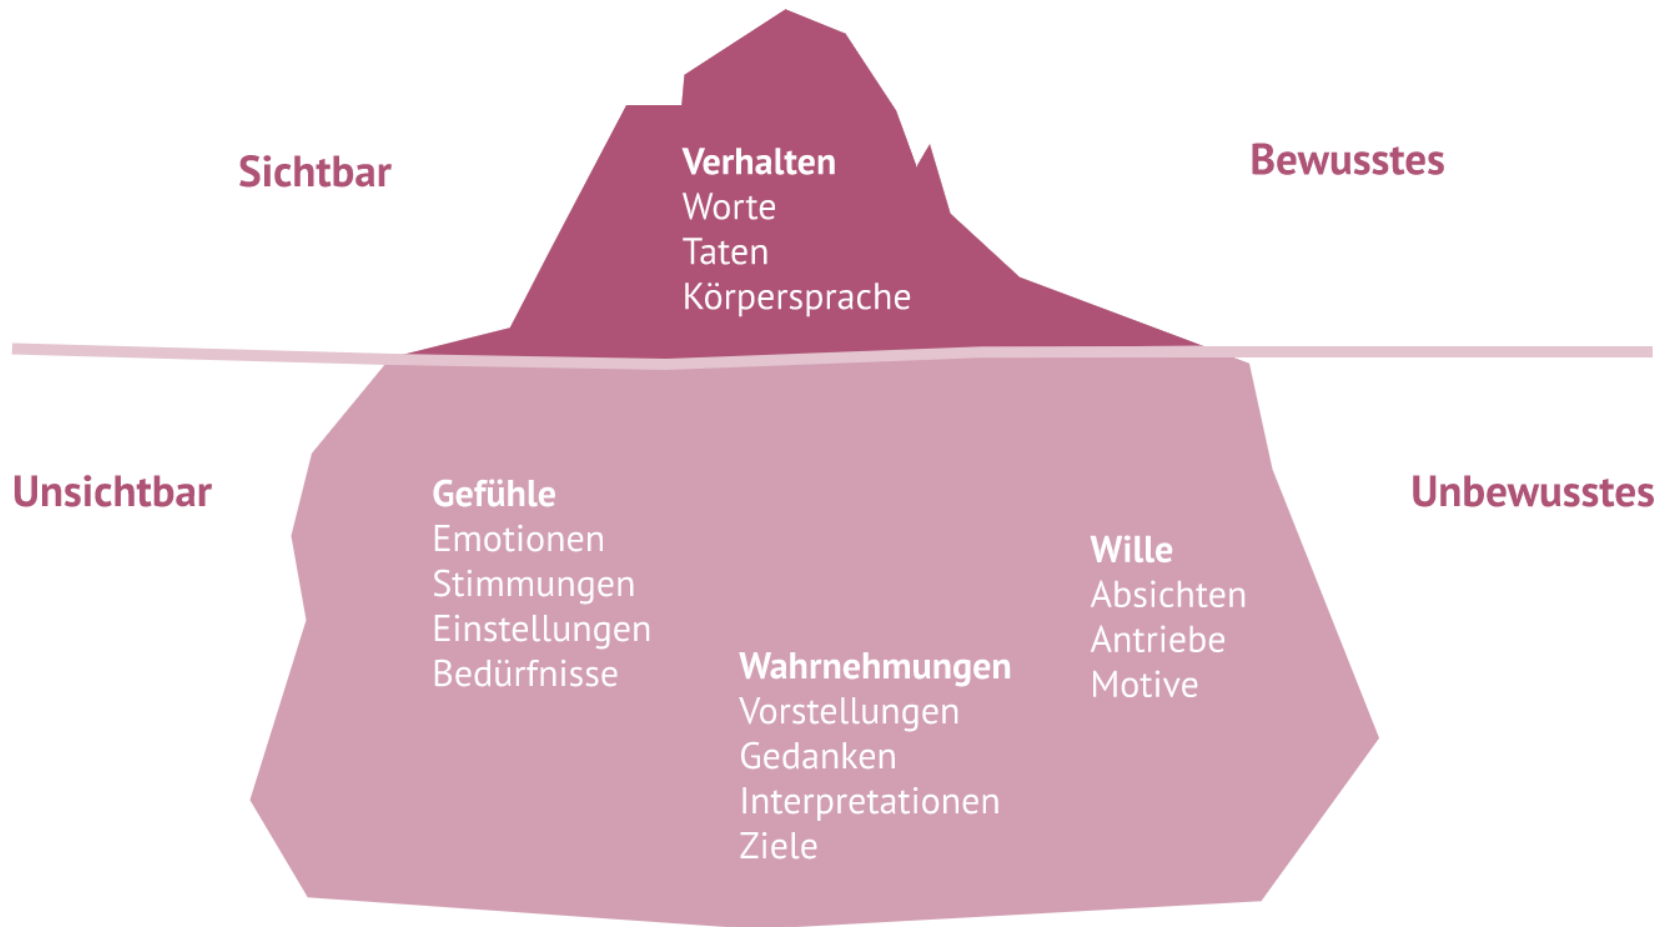 Sichtbar
Verhalten
Worte
Taten
Körpersprache
Bewusstes
Unsichtbar
Gefühle
Emotionen
Stimmungen
Einstellungen
Bedürfnisse
Wahrnehmungen
Vorstellungen
Gedanken
Interpretationen
Ziele
Wille
Absichten
Antriebe
Motive
Unbewusstes